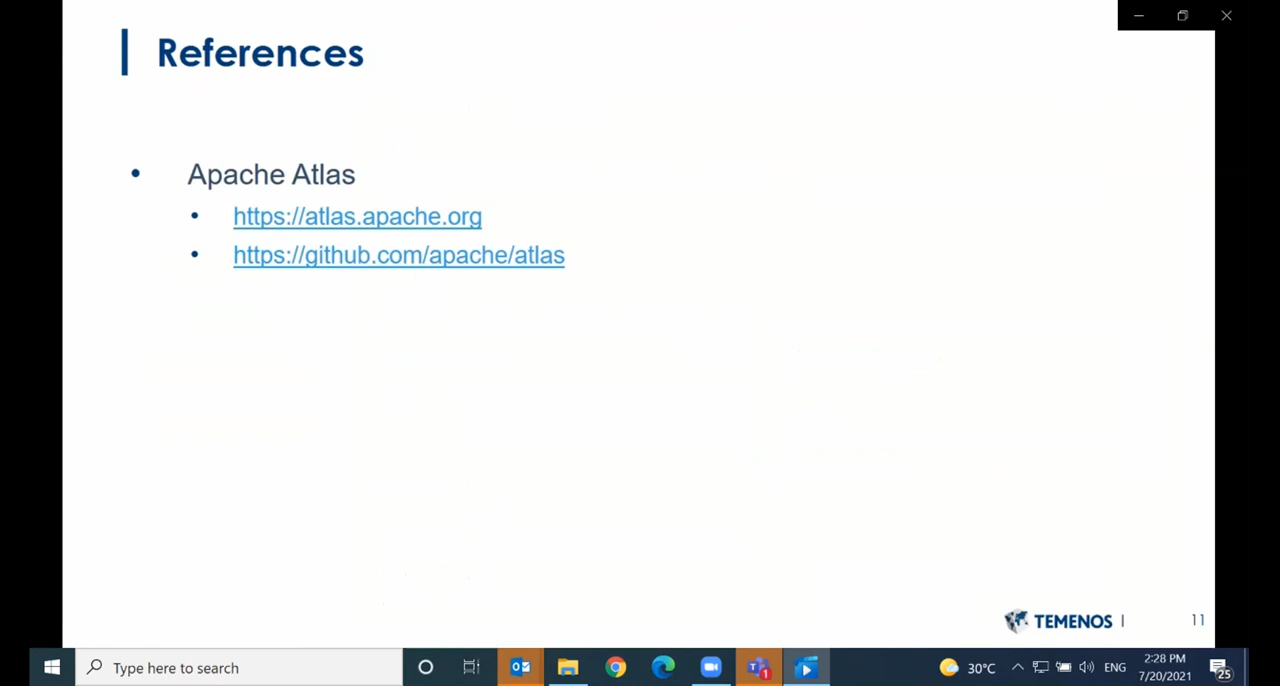 References
• Apache Atlas
• https://atlas.apache.org
• https://github.com/apache/atlas
TEMENOS | 11
Type here to search
1
30°C
ENG
2:28 PM
7/20/2021
25